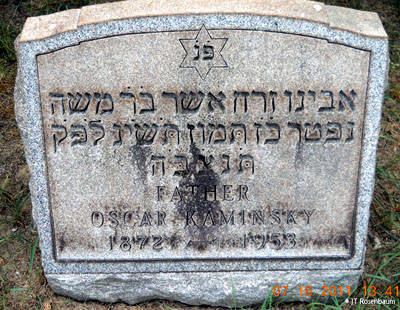 פנ
אבינו זרח אשר בר משה
נפטר כז תמוז תשיג לפק
תנצבה
FATHER
OSCAR KAMINSKY
1872 1953
07.16.2011 13:41
Rosenbaum